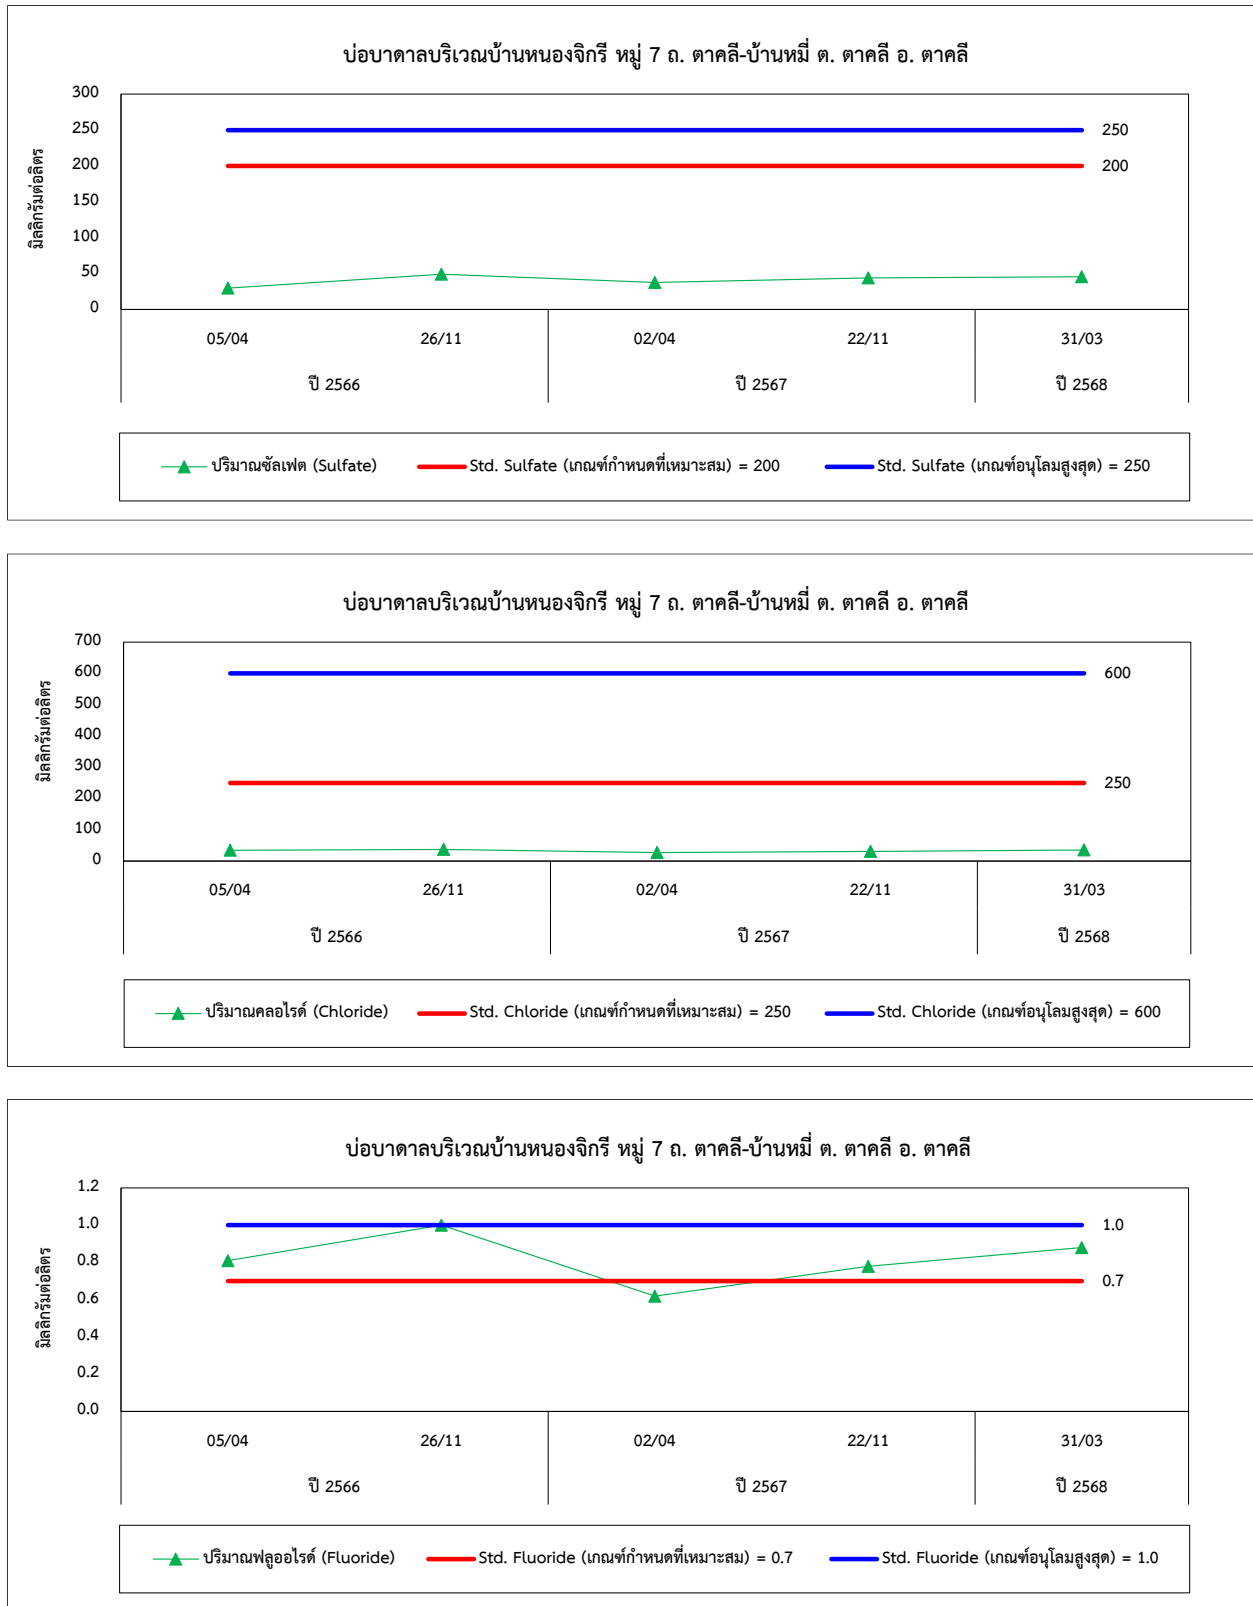 บ่อบาดาลบริเวณบ้านหนองจิกรี หมู่ 7 ถ. ตาคลี-บ้านหมี่ ต. ตาคลี อ. ตาคลี
มิลลิกรัมต่อลิตร
300
250
200
150
100
50
0
250
200
05/04 26/11 02/04 22/11 31/03
ปี 2566 ปี 2567 ปี 2568
ปริมาณซัลเฟต (Sulfate) Std. Sulfate (เกณฑ์กำหนดที่เหมาะสม) = 200 Std. Sulfate (เกณฑ์อนุโลมสูงสุด) = 250
บ่อบาดาลบริเวณบ้านหนองจิกรี หมู่ 7 ถ. ตาคลี-บ้านหมี่ ต. ตาคลี อ. ตาคลี
มิลลิกรัมต่อลิตร
700
600
500
400
300
200
100
0
600
250
05/04 26/11 02/04 22/11 31/03
ปี 2566 ปี 2567 ปี 2568
ปริมาณคลอไรด์ (Chloride) Std. Chloride (เกณฑ์กำหนดที่เหมาะสม) = 250 Std. Chloride (เกณฑ์อนุโลมสูงสุด) = 600
บ่อบาดาลบริเวณบ้านหนองจิกรี หมู่ 7 ถ. ตาคลี-บ้านหมี่ ต. ตาคลี อ. ตาคลี
มิลลิกรัมต่อลิตร
1.2
1.0
0.8
0.6
0.4
0.2
0.0
1.0
0.7
05/04 26/11 02/04 22/11 31/03
ปี 2566 ปี 2567 ปี 2568
ปริมาณฟลูออไรด์ (Fluoride) Std. Fluoride (เกณฑ์กำหนดที่เหมาะสม) = 0.7 Std. Fluoride (เกณฑ์อนุโลมสูงสุด) = 1.0